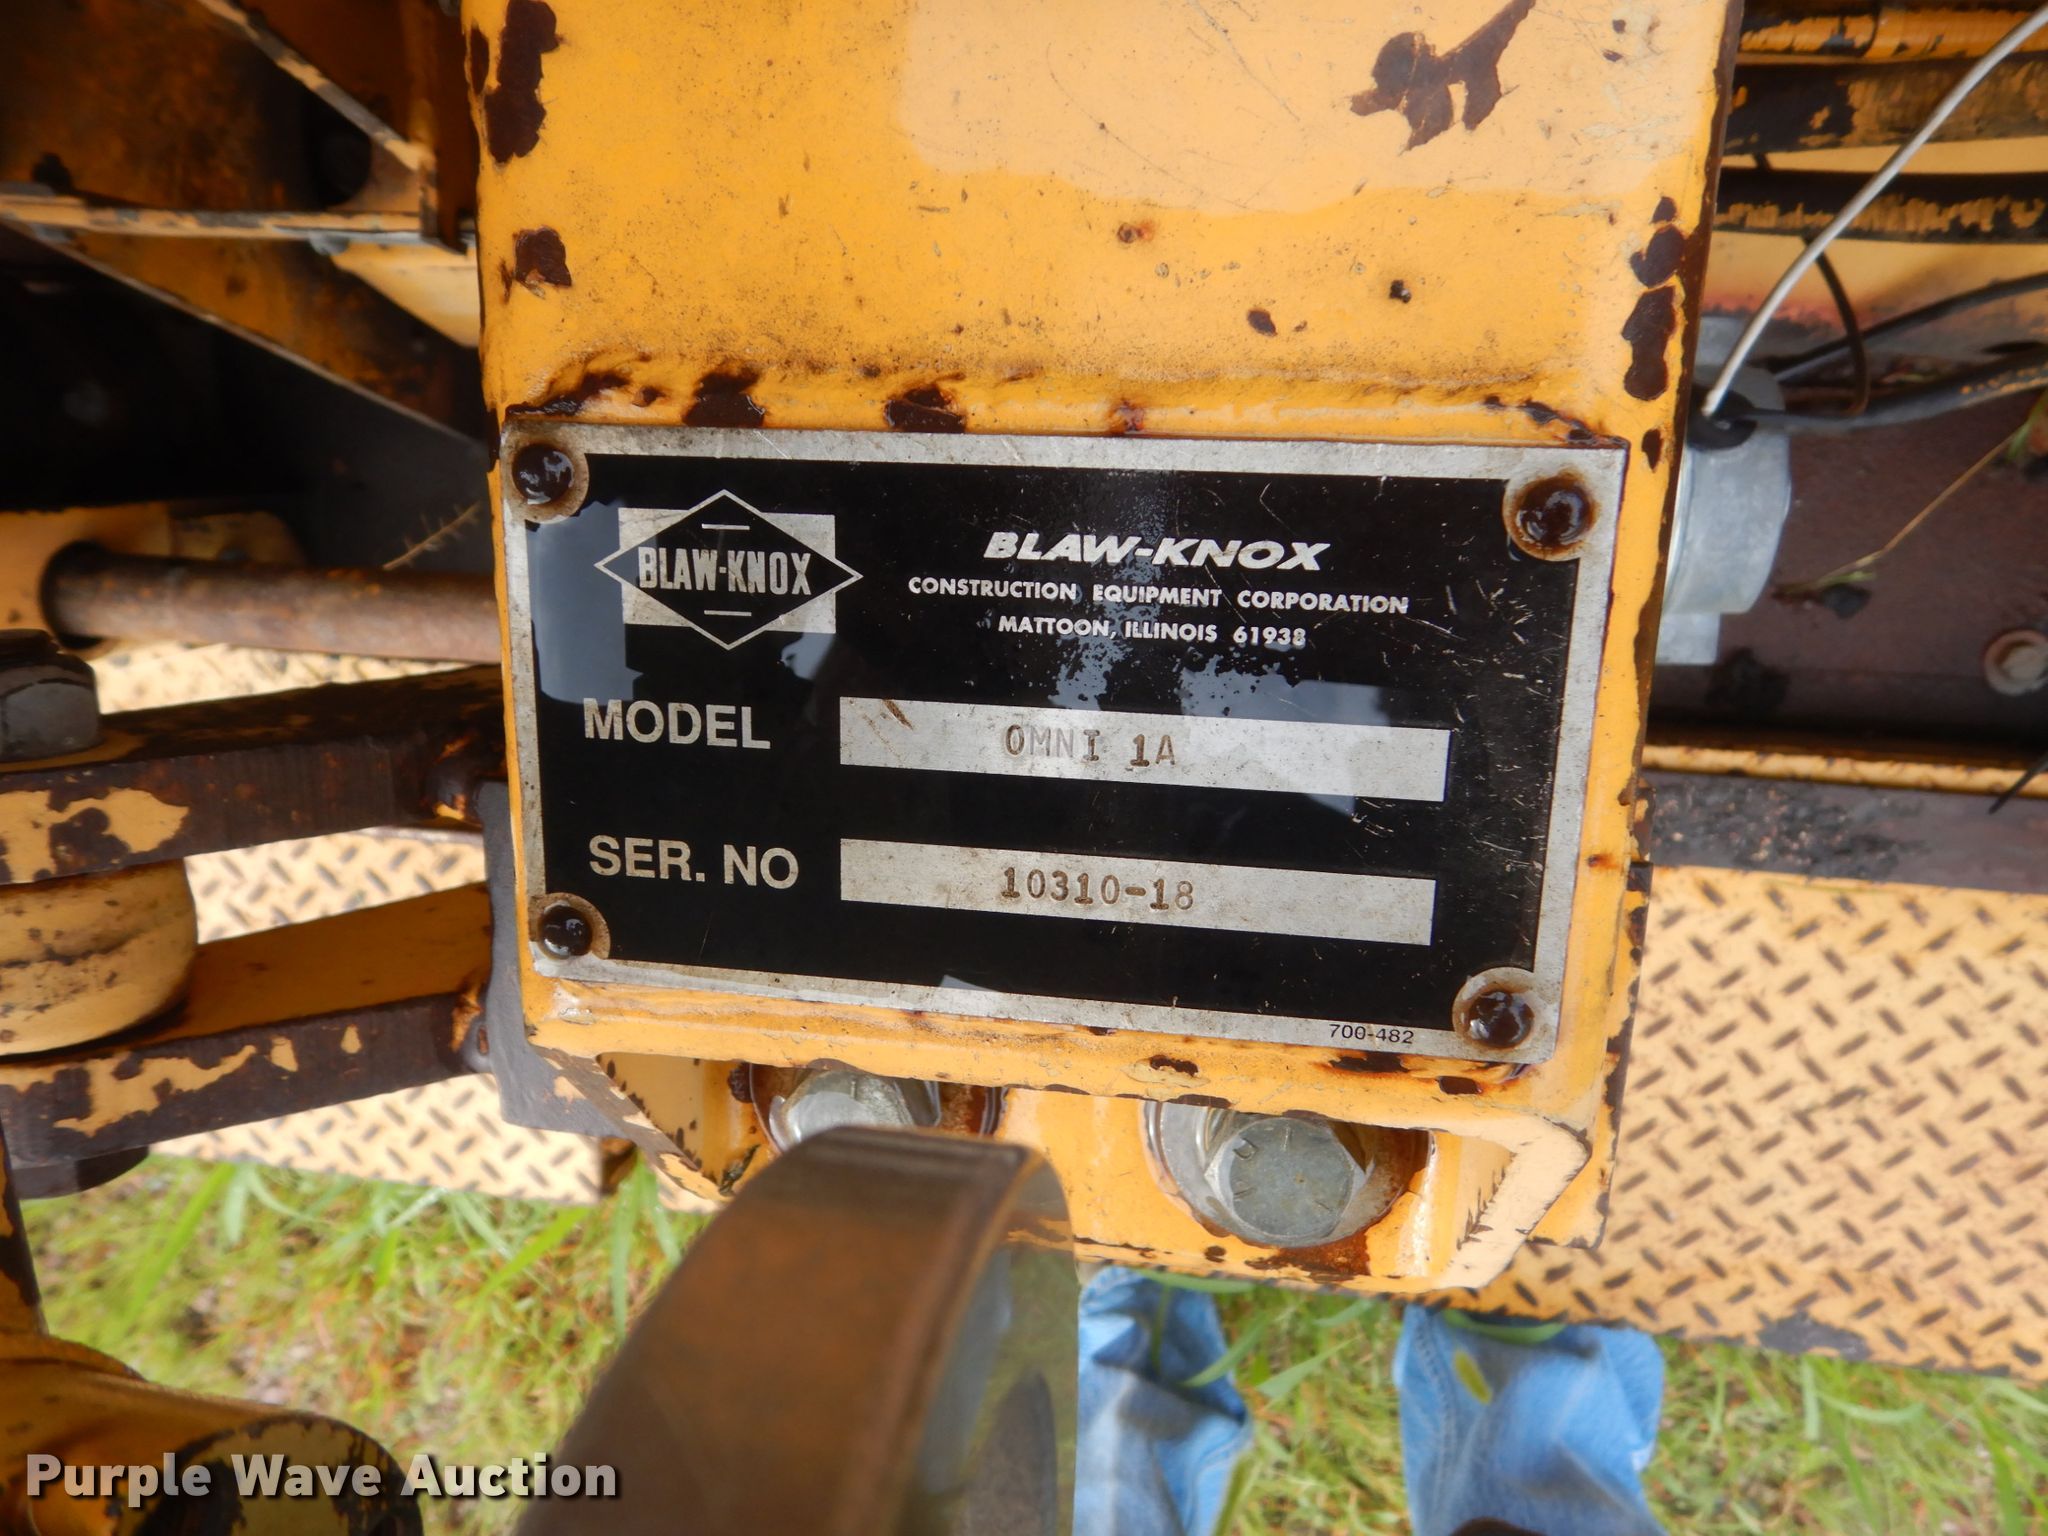 BLAW-KNOX
BLAW-KNOX
CONSTRUCTION EQUIPMENT CORPORATION
MATTOON, ILLINOIS 61938
MODEL OMNI 1A
SER. NO 10310-18
700-482
Purple Wave Auction